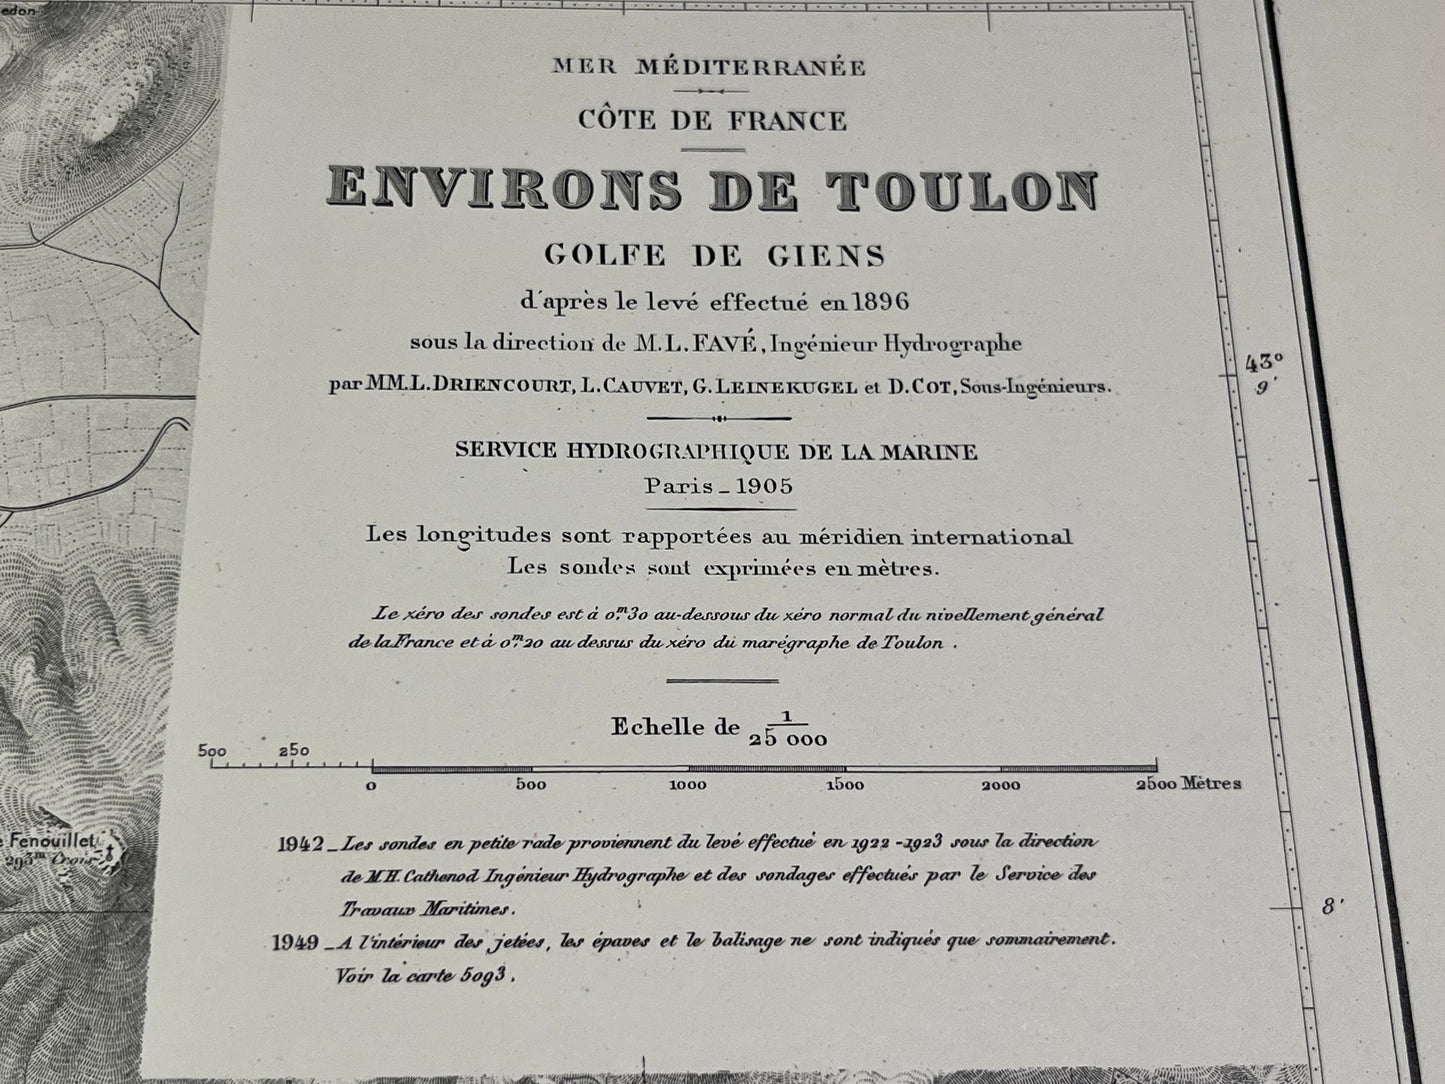 edon
MER MÉDITERRANÉE
CÔTE DE FRANCE
ENVIRONS DE TOULON
GOLFE DE GIENS
d'après le levé effectué en 1896
sous la direction de M. L. FAVÉ, Ingénieur Hydrographe
par MM. L. DRIENCOURT, L. CAUVET, G. LEINEKUGEL et D. COT, Sous-Ingénieurs.
SERVICE HYDROGRAPHIQUE DE LA MARINE
Paris _ 1905
Les longitudes sont rapportées au méridien international
Les sondes sont exprimées en mètres.
Le zéro des sondes est à 0,ᵐ30 au-dessous du zéro normal du nivellement général
de la France et à 0,ᵐ20 au dessus du zéro du marégraphe de Toulon .
Echelle de 1/25 000
500 250
0 500 1000 1500 2000 2500 Mètres
1942 _ Les sondes en petite rade proviennent du levé effectué en 1922 - 1923 sous la direction
de M. H. Cathenod Ingénieur Hydrographe et des sondages effectués par le Service des
Travaux Maritimes.
1949 _ A l'intérieur des jetées, les épaves et le balisage ne sont indiqués que sommairement.
Voir la carte 5093.
Fenouillet
293ᵐ Croix
43°
9'
8'